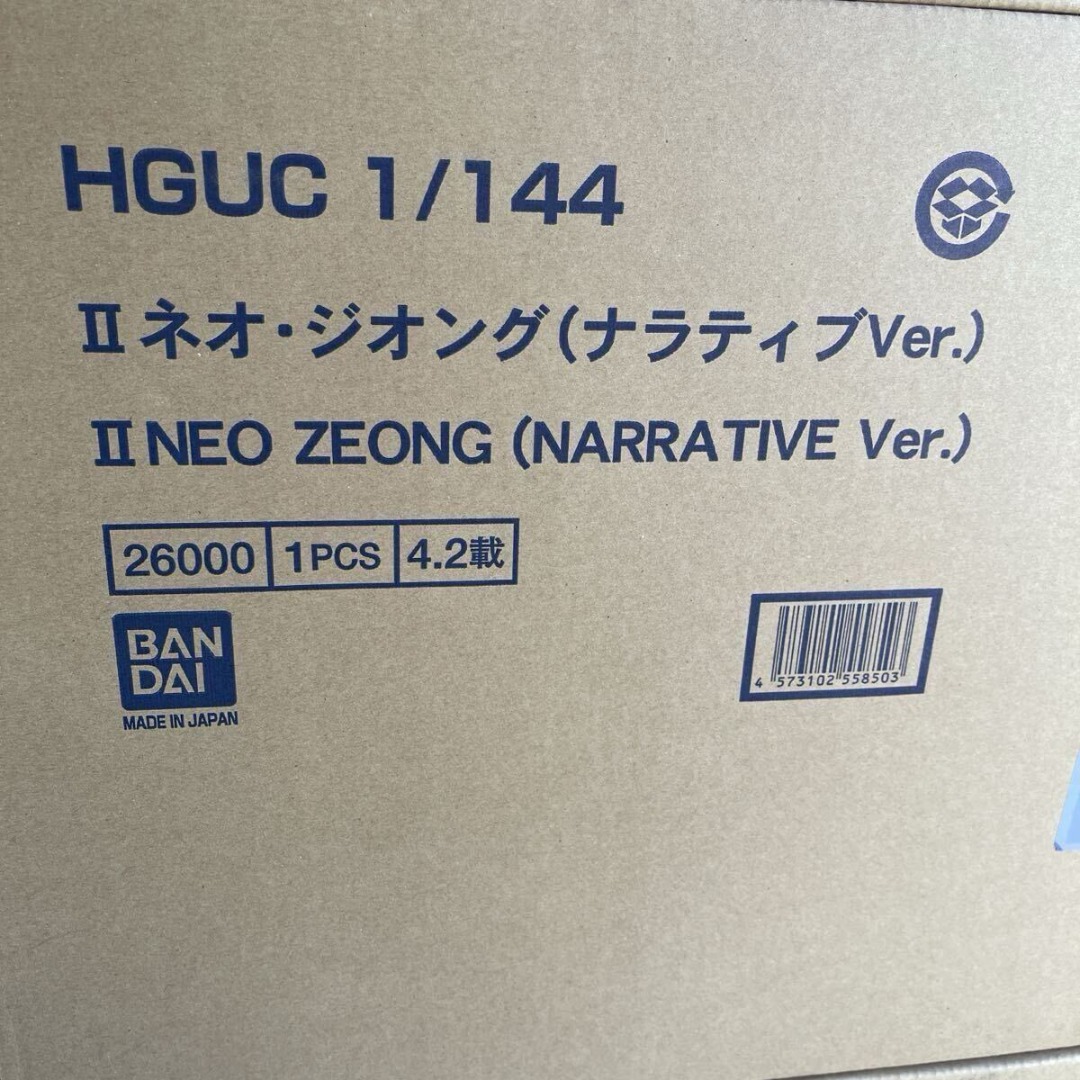 HGUC 1/144
Ⅱネオ・ジオング(ナラティブVer.)
ⅡNEO ZEONG (NARRATIVE Ver.)
26000 1PCS 4.2載
BAN
DAI
MADE IN JAPAN
4 573102 558503